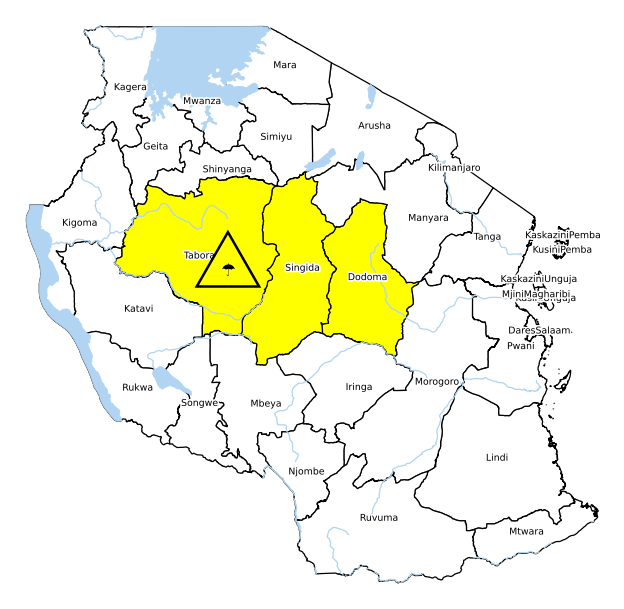 Mara
Kagera
Mwanza
Arusha
Simiyu
Geita
Shinyanga
Kilimanjaro
Manyara
Kigoma
Tanga
KaskaziniPemba
KusiniPemba
Tabora
Singida
Dodoma
KaskaziniUnguja
MjiniMagharibi
KusiniUnguja
Katavi
DaresSalaam
Pwani
Rukwa
Iringa
Morogoro
Songwe
Mbeya
Lindi
Njombe
Ruvuma
Mtwara